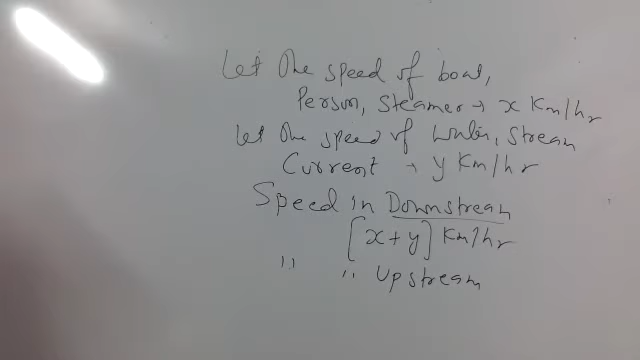 Let the speed of boat,
Person, Steamer → x Km/hr
let the speed of water, stream
Current → y Km/hr
Speed in Downstream
[x+y] Km/hr
" " Upstream